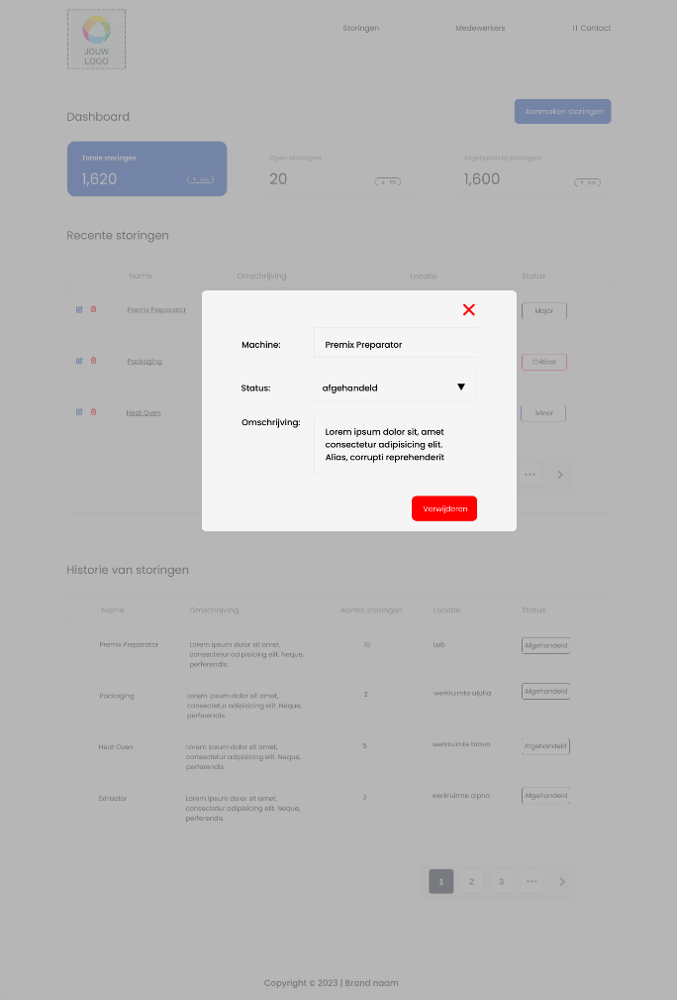 JOUW
LOGO
Storingen
Medewerkers
IT Contact
Dashboard
Aanmaken storingen
Totale storingen
1,620
Open storingen
20
Afgehandeld storingen
1,600
Recente storingen
Name
Omschrijving
Locatie
Status
Premix Preparator
Major
Packaging
Critical
Heat Oven
Minor
Machine:
Premix Preparator
Status:
afgehandeld
Omschrijving:
Lorem ipsum dolor sit, amet
consectetur adipisicing elit.
Alias, corrupti reprehenderit
Verwijderen
Historie van storingen
Name
Omschrijving
Aantal storingen
Locatie
Status
Premix Preparator
Lorem ipsum dolor sit amet,
consectetur adipisicing elit. Neque,
perferendis.
10
Lab
Afgehandeld
Packaging
Lorem ipsum dolor sit amet,
consectetur adipisicing elit. Neque,
perferendis.
2
werkruimte alpha
Afgehandeld
Heat Oven
Lorem ipsum dolor sit amet,
consectetur adipisicing elit. Neque,
perferendis.
5
werkruimte bravo
Afgehandeld
Extractor
Lorem ipsum dolor sit amet,
consectetur adipisicing elit. Neque,
perferendis.
3
werkruimte alpha
Afgehandeld
1
2
3
Copyright © 2023 | Brand naam